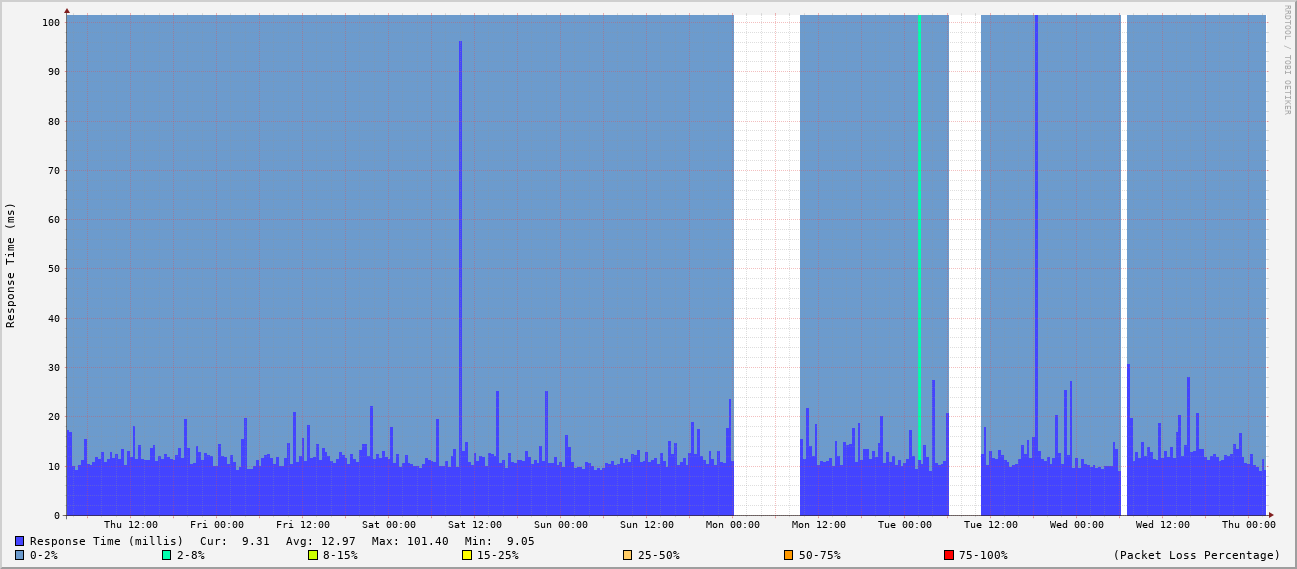 RRDTOOL / TOBI OETIKER
Response Time (ms)
100
90
80
70
60
50
40
30
20
10
0
Thu 12:00 Fri 00:00 Fri 12:00 Sat 00:00 Sat 12:00 Sun 00:00 Sun 12:00 Mon 00:00 Mon 12:00 Tue 00:00 Tue 12:00 Wed 00:00 Wed 12:00 Thu 00:00
Response Time (millis) Cur: 9.31 Avg: 12.97 Max: 101.40 Min: 9.05
0-2% 2-8% 8-15% 15-25% 25-50% 50-75% 75-100% (Packet Loss Percentage)